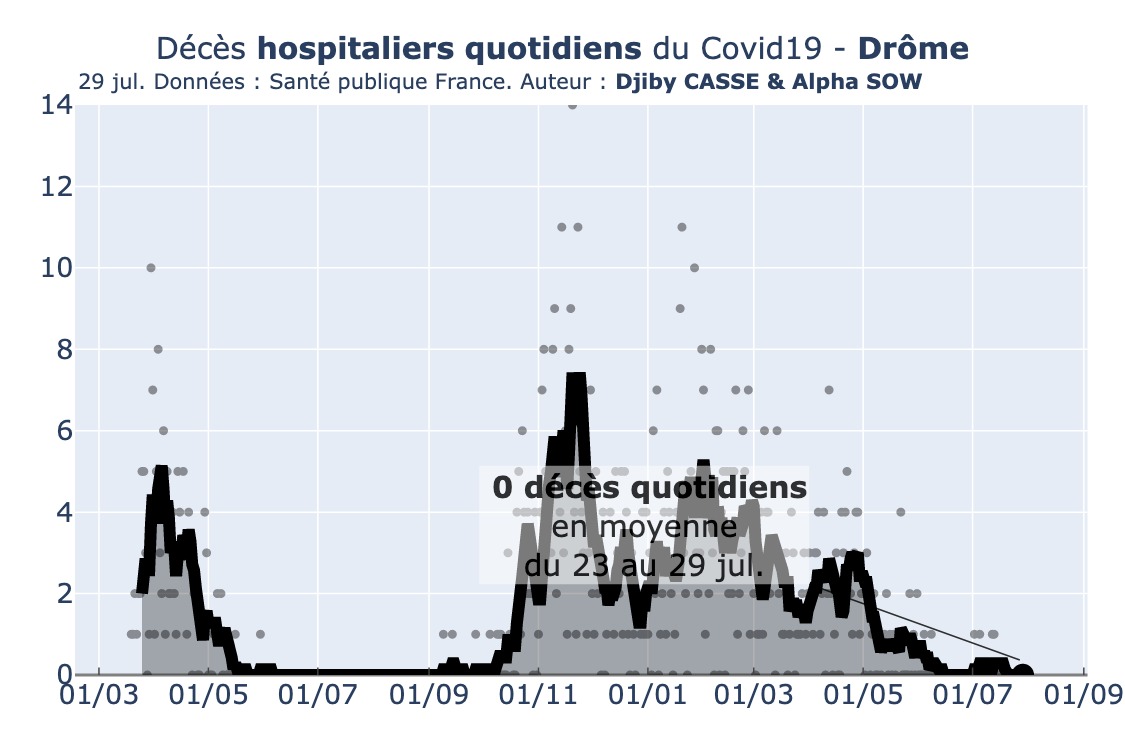 Décès hospitaliers quotidiens du Covid19 - Drôme
29 jul. Données : Santé publique France. Auteur : Djiby CASSE & Alpha SOW
14
12
10
8
6
0 décès quotidiens
4
en moyenne
du 23 au 29 jul.
2
0
01/03 01/05 01/07 01/09 01/11 01/01 01/03 01/05 01/07 01/09